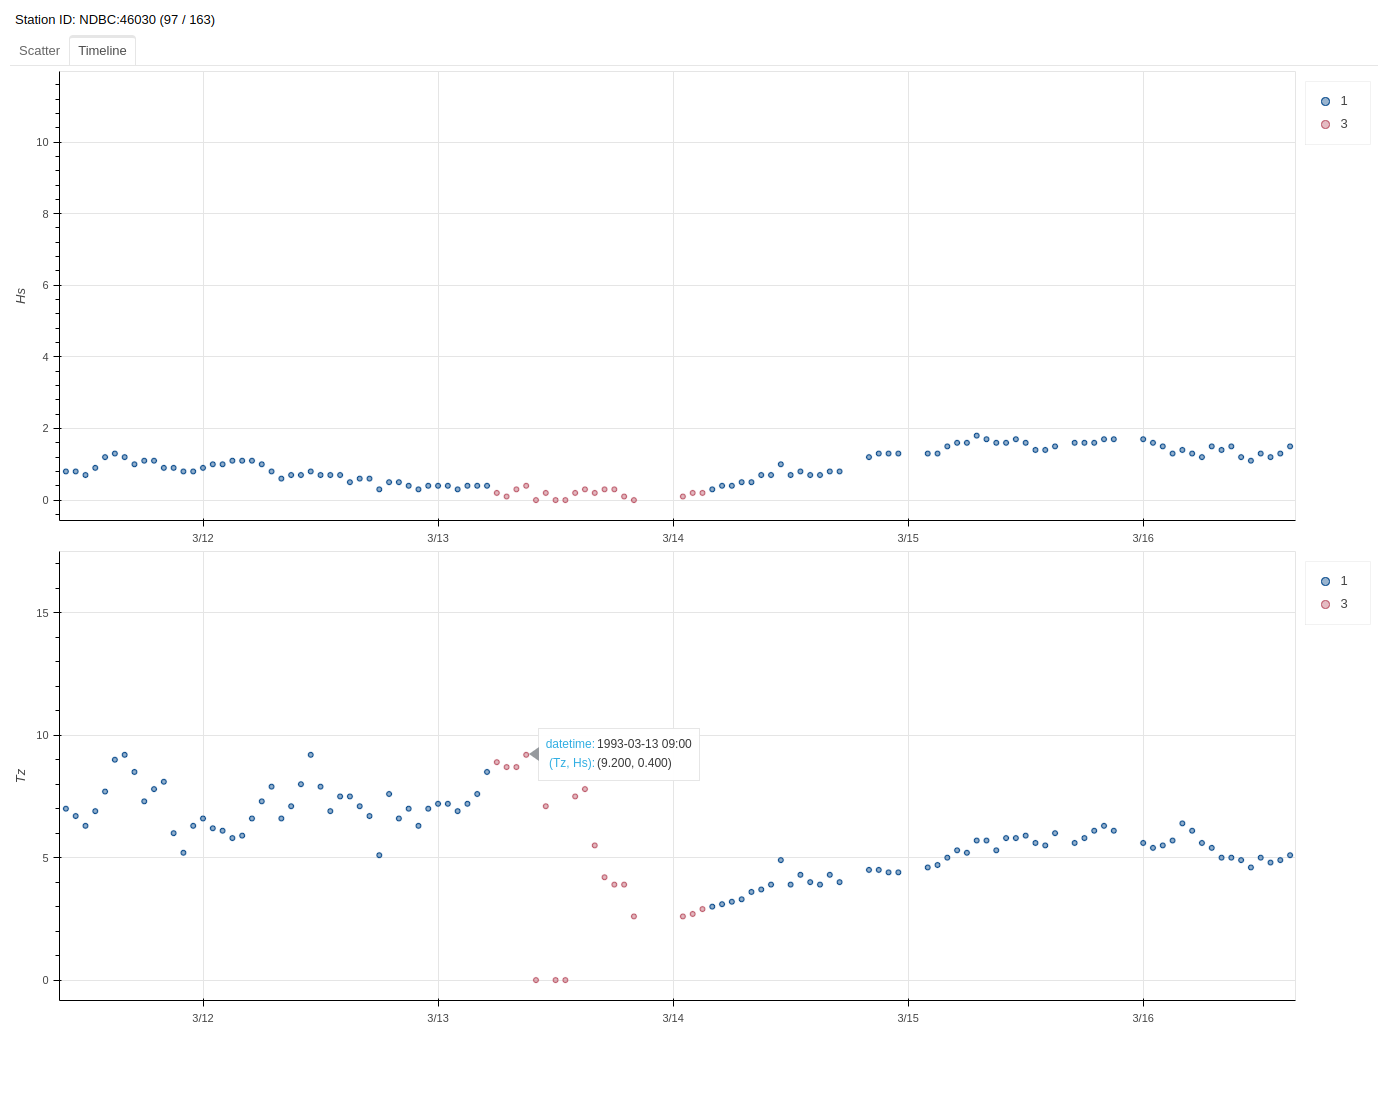 Station ID: NDBC:46030 (97 / 163)
Scatter Timeline
10
8
6
4
2
0
Hs
3/12 3/13 3/14 3/15 3/16
1
3
15
10
5
0
Tz
datetime: 1993-03-13 09:00
(Tz, Hs): (9.200, 0.400)
3/12 3/13 3/14 3/15 3/16
1
3